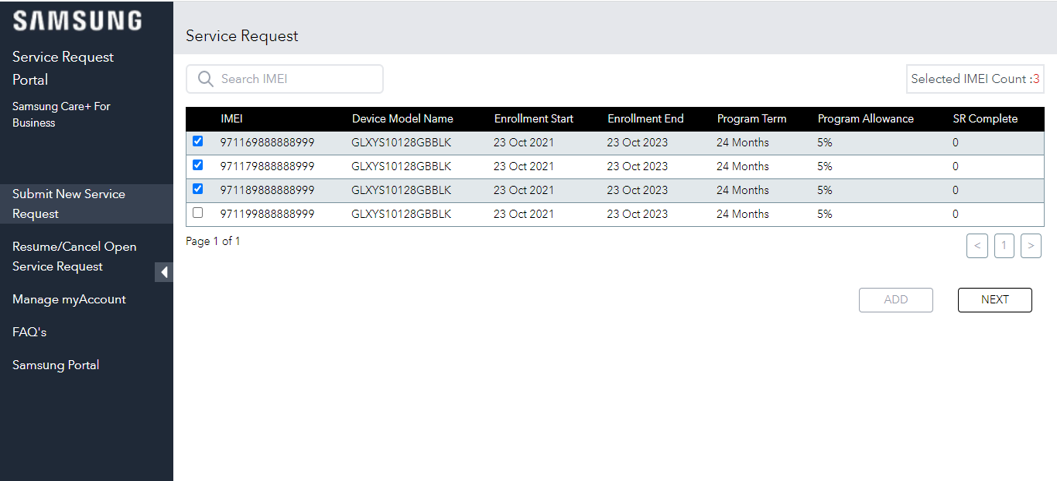 SAMSUNG
Service Request
Portal
Samsung Care+ For
Business
Submit New Service
Request
Resume/Cancel Open
Service Request
Manage myAccount
FAQ's
Samsung Portal
Service Request
Search IMEI
Selected IMEI Count :3
IMEI Device Model Name Enrollment Start Enrollment End Program Term Program Allowance SR Complete
971169888888999 GLXYS10128GBBLK 23 Oct 2021 23 Oct 2023 24 Months 5% 0
971179888888999 GLXYS10128GBBLK 23 Oct 2021 23 Oct 2023 24 Months 5% 0
971189888888999 GLXYS10128GBBLK 23 Oct 2021 23 Oct 2023 24 Months 5% 0
971199888888999 GLXYS10128GBBLK 23 Oct 2021 23 Oct 2023 24 Months 5% 0
Page 1 of 1
< 1 >
ADD NEXT